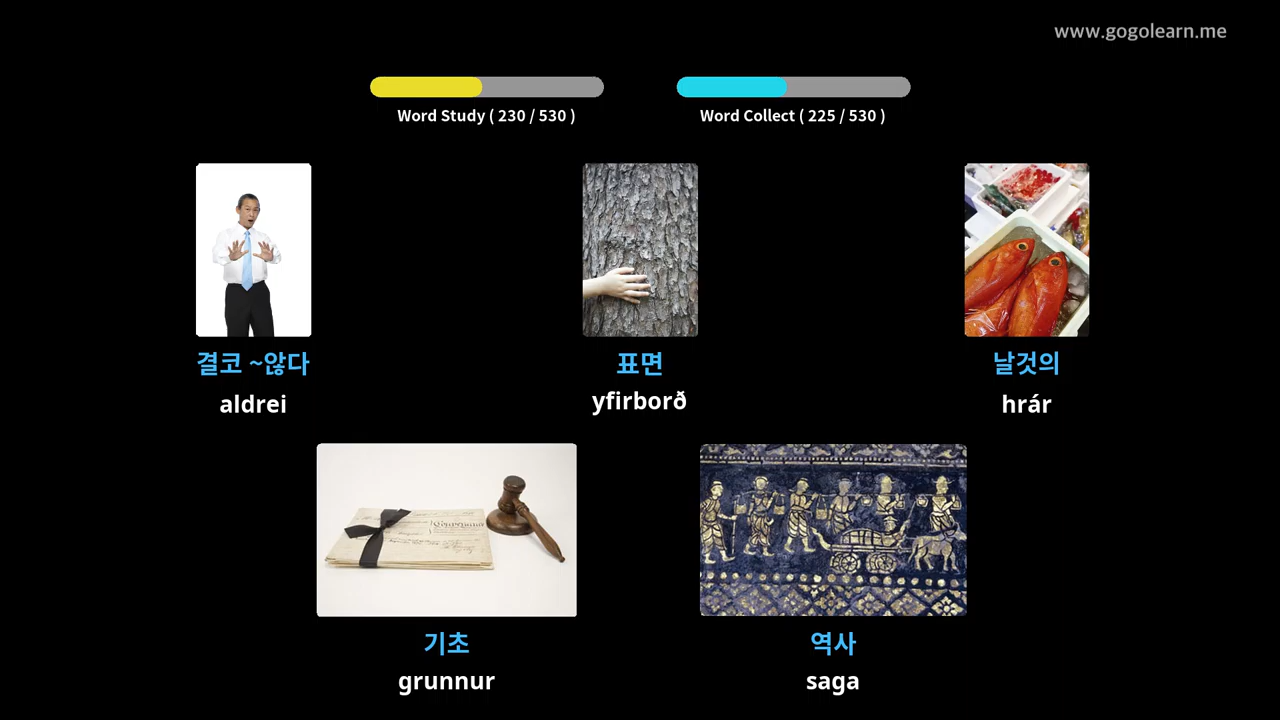 www.gogolearn.me
Word Study ( 230 / 530 )
Word Collect ( 225 / 530 )
결코 ~않다
aldrei
표면
yfirborð
날것의
hrár
기초
grunnur
역사
saga